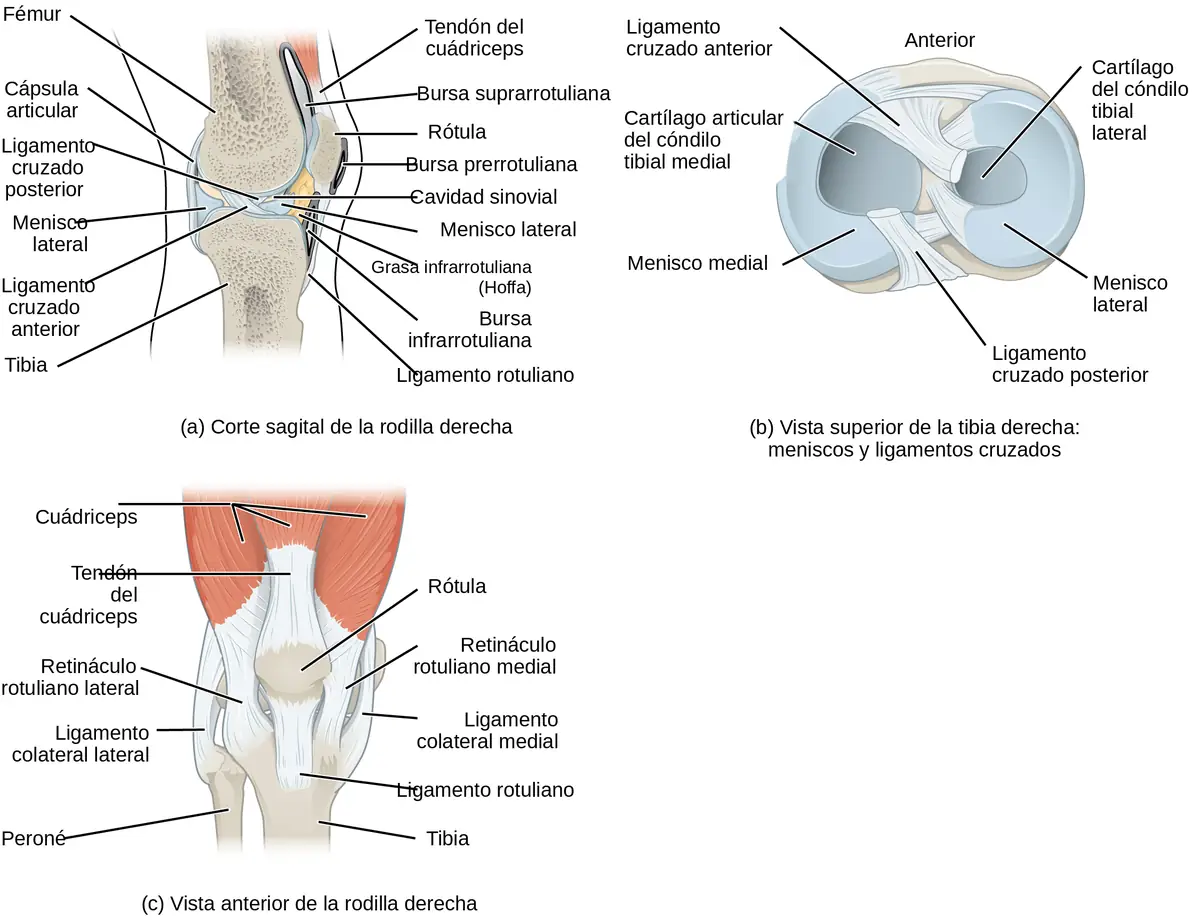 Fémur
Cápsula
articular
Ligamento
cruzado
posterior
Menisco
lateral
Ligamento
cruzado
anterior
Tibia
Tendón del
cuádriceps
Bursa suprarrotuliana
Rótula
Bursa prerrotuliana
Cavidad sinovial
Menisco lateral
Grasa infrarrotuliana
(Hoffa)
Bursa
infrarrotuliana
Ligamento rotuliano
(a) Corte sagital de la rodilla derecha
Ligamento
cruzado anterior
Anterior
Cartílago articular
del cóndilo
tibial medial
Menisco medial
Cartílago
del cóndilo
tibial
lateral
Menisco
lateral
Ligamento
cruzado posterior
(b) Vista superior de la tibia derecha:
meniscos y ligamentos cruzados
Cuádriceps
Tendón
del
cuádriceps
Retináculo
rotuliano lateral
Ligamento
colateral lateral
Peroné
Rótula
Retináculo
rotuliano medial
Ligamento
colateral medial
Ligamento rotuliano
Tibia
(c) Vista anterior de la rodilla derecha